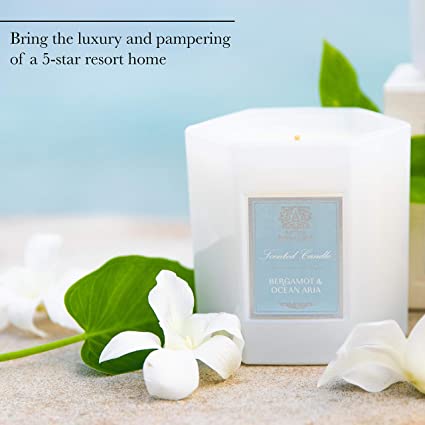 Bring the luxury and pampering
of a 5-star resort home
Scented Candle
BERGAMOT &
OCEAN ARIA